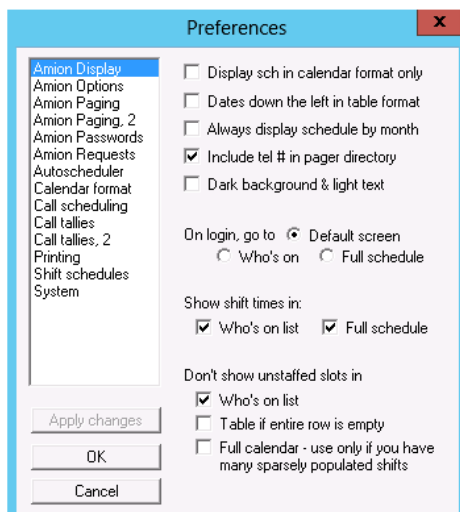 Preferences
x
Amion Display
Amion Options
Amion Paging
Amion Paging, 2
Amion Passwords
Amion Requests
Autoscheduler
Calendar format
Call scheduling
Call tallies
Call tallies, 2
Printing
Shift schedules
System
Apply changes
OK
Cancel
Display sch in calendar format only
Dates down the left in table format
Always display schedule by month
Include tel # in pager directory
Dark background & light text
On login, go to Default screen
Who's on Full schedule
Show shift times in:
Who's on list Full schedule
Don't show unstaffed slots in
Who's on list
Table if entire row is empty
Full calendar - use only if you have
many sparsely populated shifts